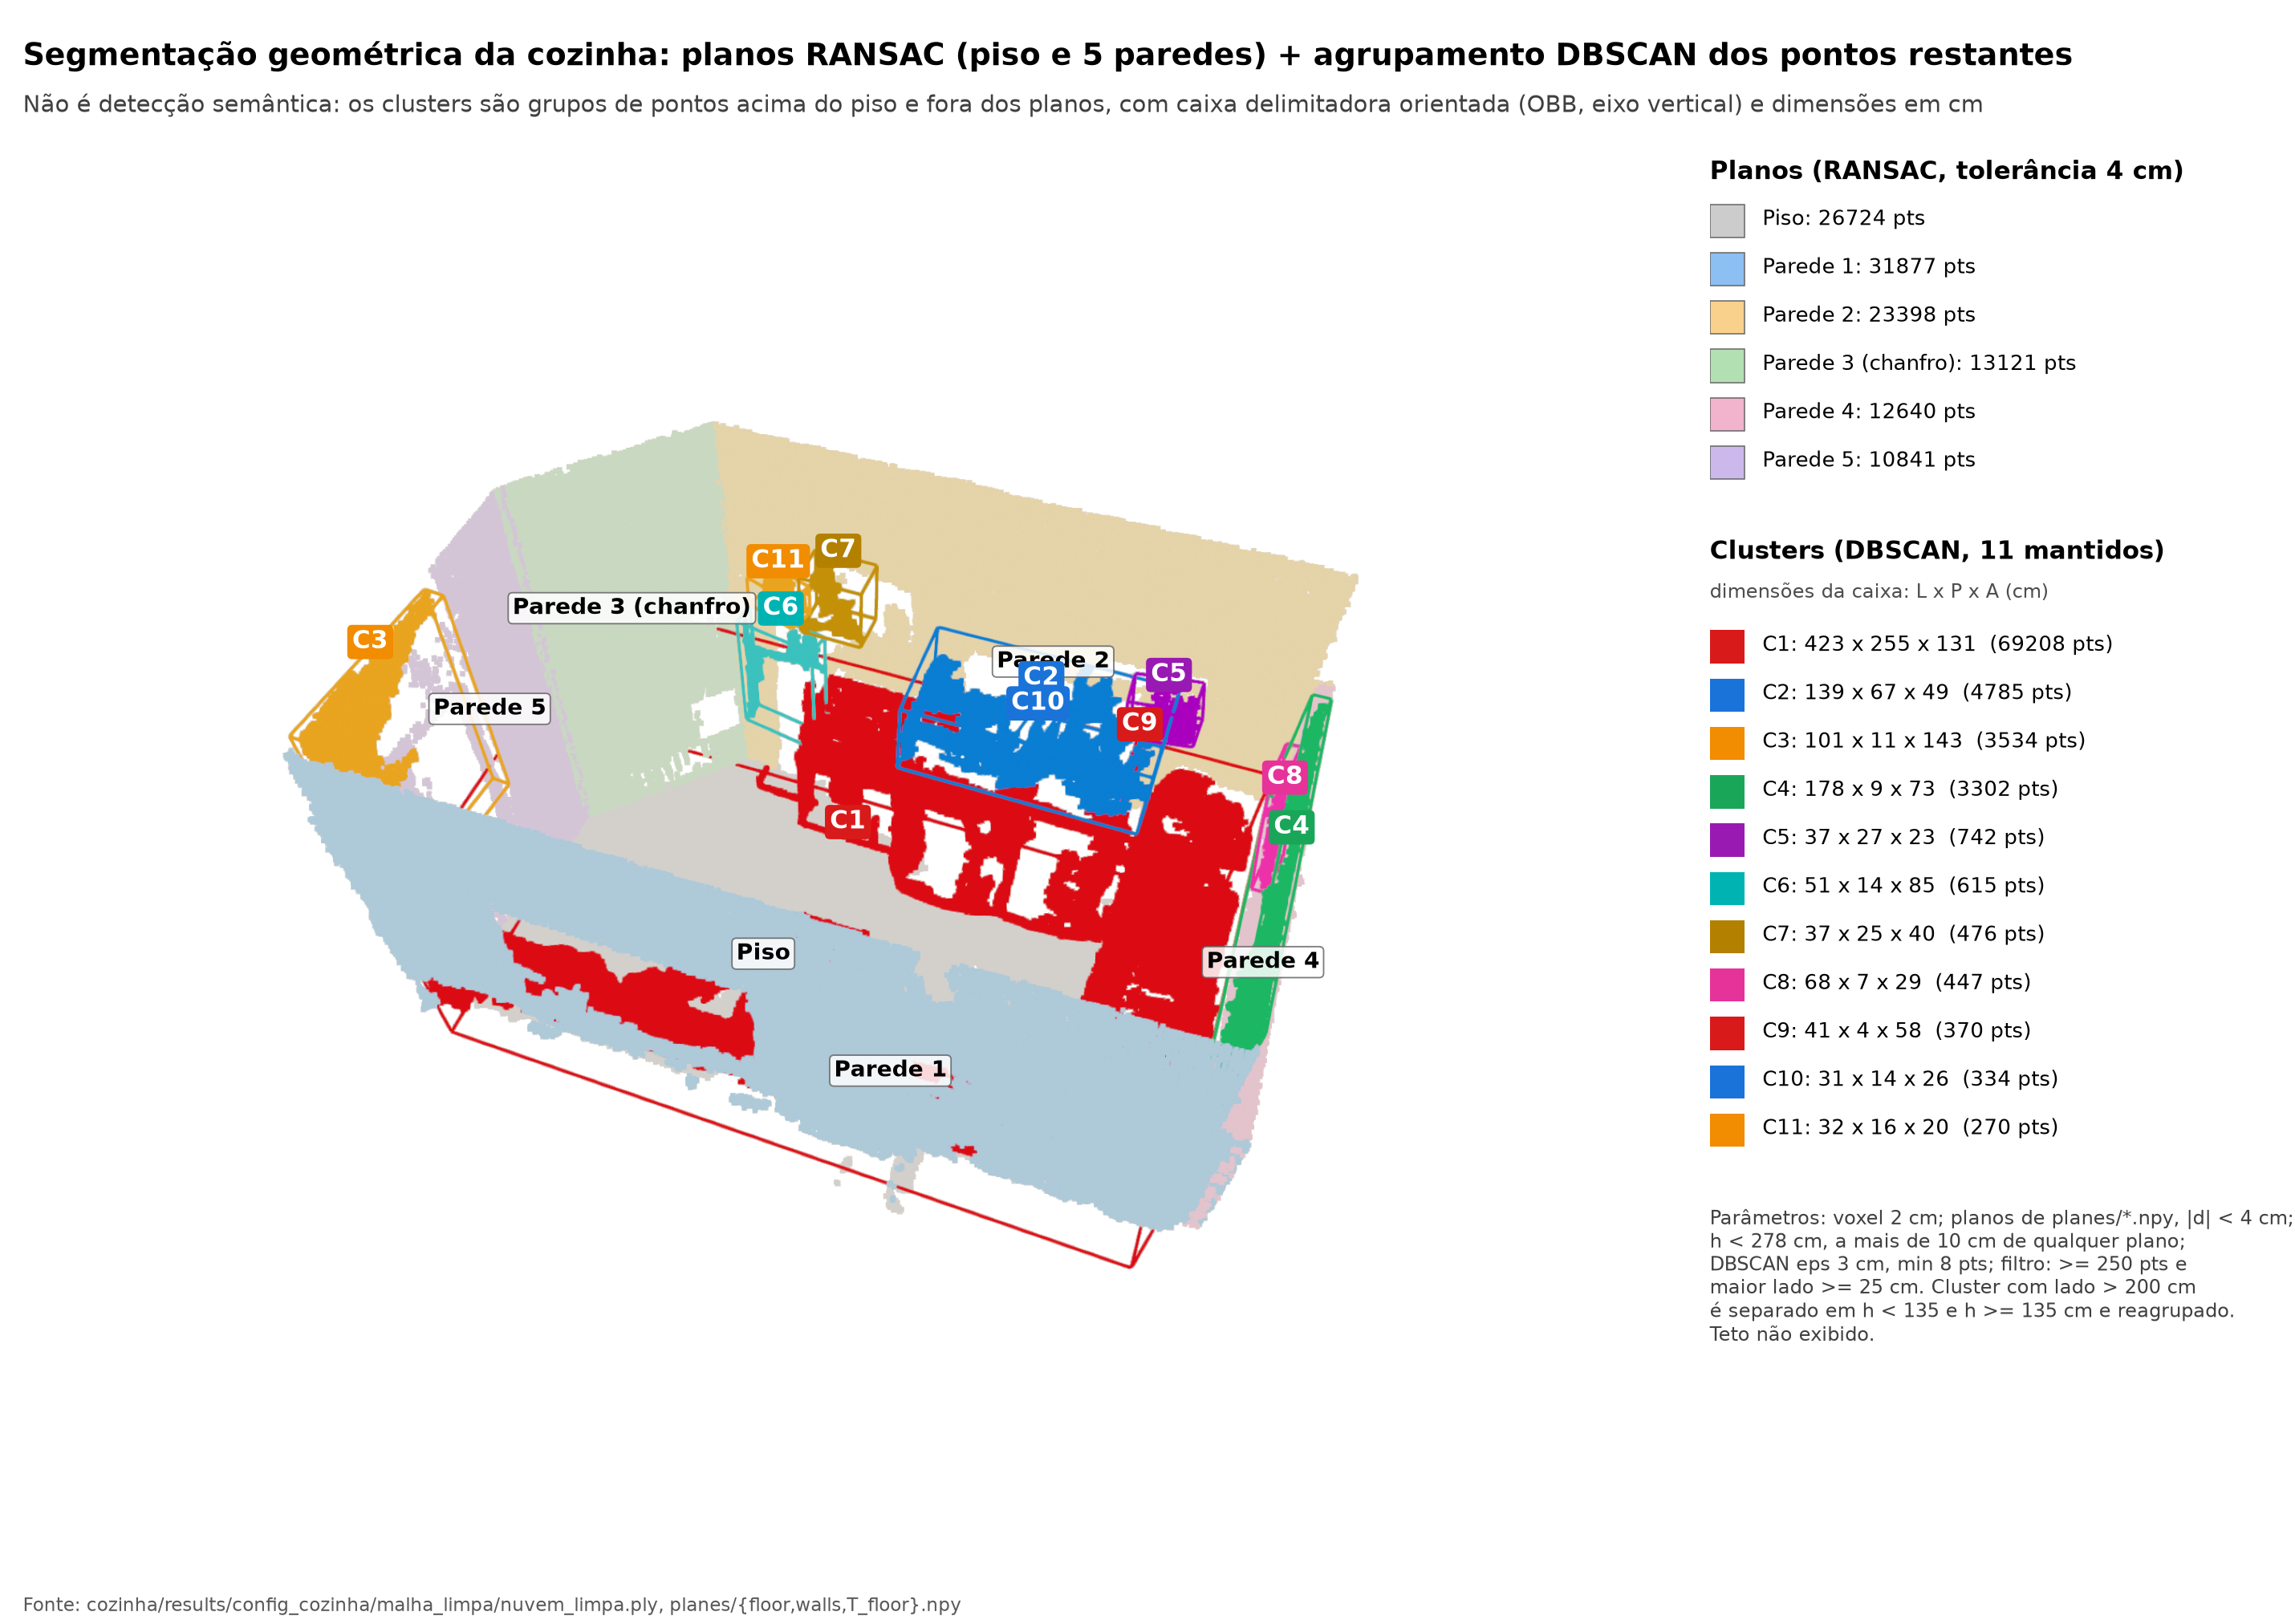 Segmentação geométrica da cozinha: planos RANSAC (piso e 5 paredes) + agrupamento DBSCAN dos pontos restantes
Não é detecção semântica: os clusters são grupos de pontos acima do piso e fora dos planos, com caixa delimitadora orientada (OBB, eixo vertical) e dimensões em cm
Planos (RANSAC, tolerância 4 cm)
Piso: 26724 pts
Parede 1: 31877 pts
Parede 2: 23398 pts
Parede 3 (chanfro): 13121 pts
Parede 4: 12640 pts
Parede 5: 10841 pts
Clusters (DBSCAN, 11 mantidos)
dimensões da caixa: L x P x A (cm)
C1: 423 x 255 x 131 (69208 pts)
C2: 139 x 67 x 49 (4785 pts)
C3: 101 x 11 x 143 (3534 pts)
C4: 178 x 9 x 73 (3302 pts)
C5: 37 x 27 x 23 (742 pts)
C6: 51 x 14 x 85 (615 pts)
C7: 37 x 25 x 40 (476 pts)
C8: 68 x 7 x 29 (447 pts)
C9: 41 x 4 x 58 (370 pts)
C10: 31 x 14 x 26 (334 pts)
C11: 32 x 16 x 20 (270 pts)
Parâmetros: voxel 2 cm; planos de planes/*.npy, |d| < 4 cm;
h < 278 cm, a mais de 10 cm de qualquer plano;
DBSCAN eps 3 cm, min 8 pts; filtro: >= 250 pts e
maior lado >= 25 cm. Cluster com lado > 200 cm
é separado em h < 135 e h >= 135 cm e reagrupado.
Teto não exibido.
C7
C11
Parede 3 (chanfro)
C6
C3
Parede 2
C2
C5
C10
Parede 5
C9
C8
C1
C4
Piso
Parede 4
Parede 1
Fonte: cozinha/results/config_cozinha/malha_limpa/nuvem_limpa.ply, planes/{floor,walls,T_floor}.npy